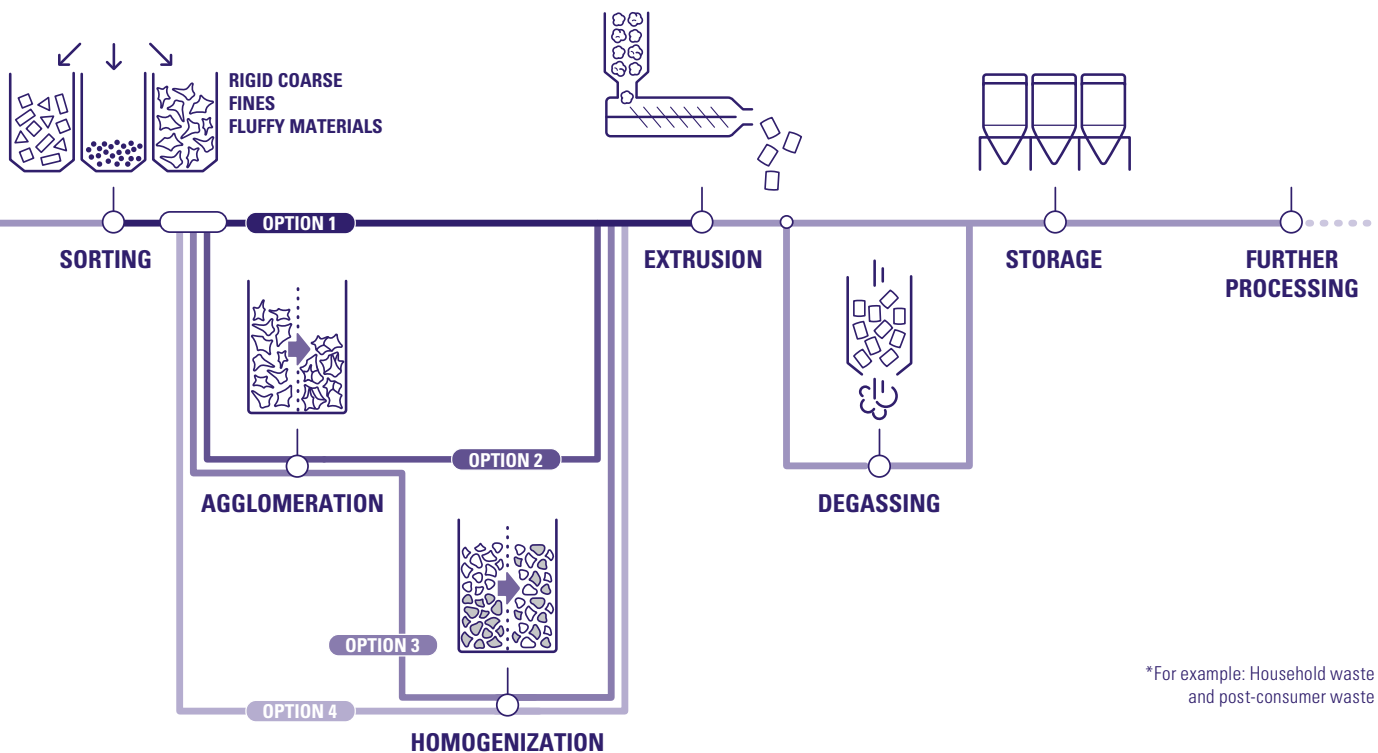 RIGID COARSE
FINES
FLUFFY MATERIALS
OPTION 1
SORTING
EXTRUSION
STORAGE
FURTHER
PROCESSING
OPTION 2
AGGLOMERATION
DEGASSING
OPTION 3
*For example: Household waste
and post-consumer waste
OPTION 4
HOMOGENIZATION